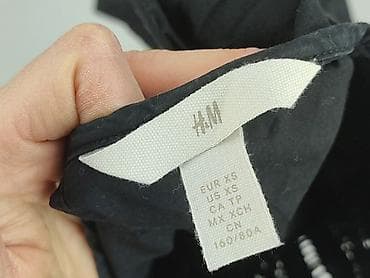 H&M
EUR XS
US XS
CA TP
MX XCH
CN
160/80A